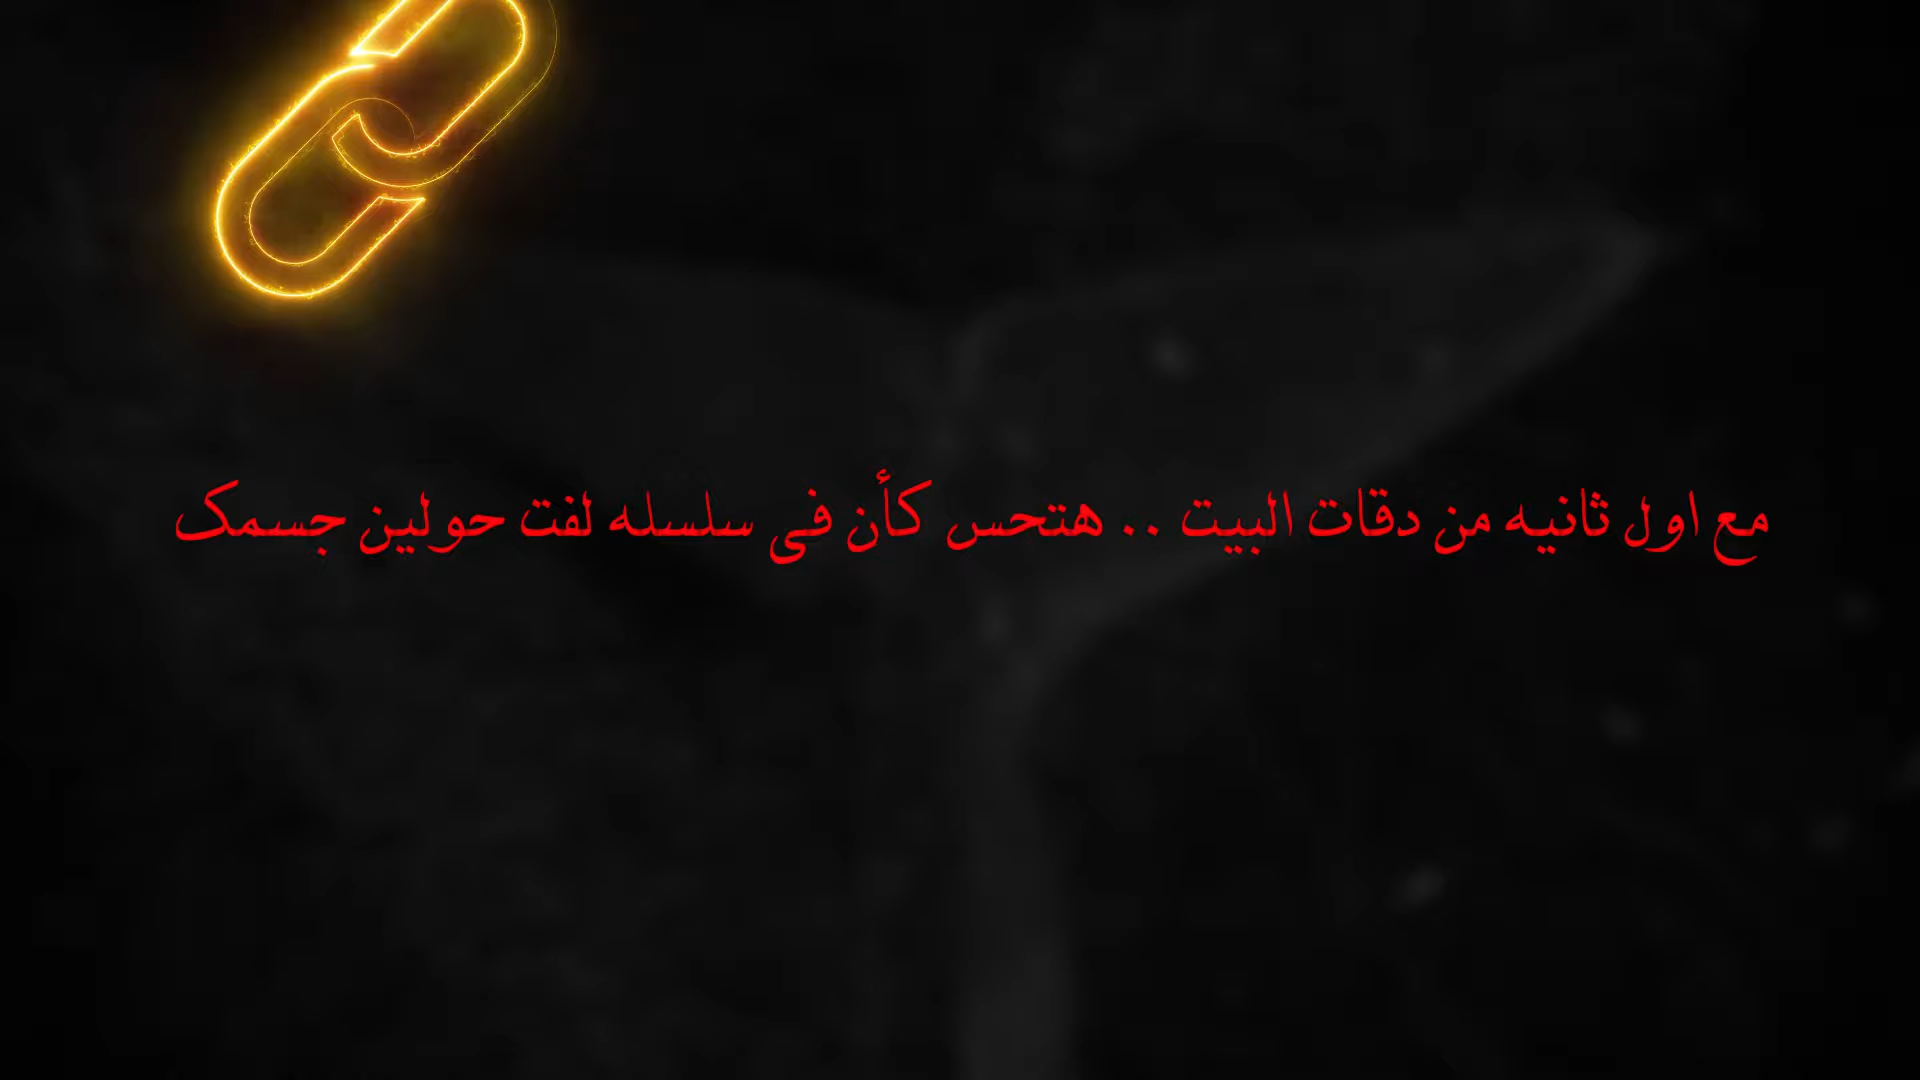 مع اول ثانيه من دقات البيت .. هتحس كأن فى سلسله لفت حولين جسمك